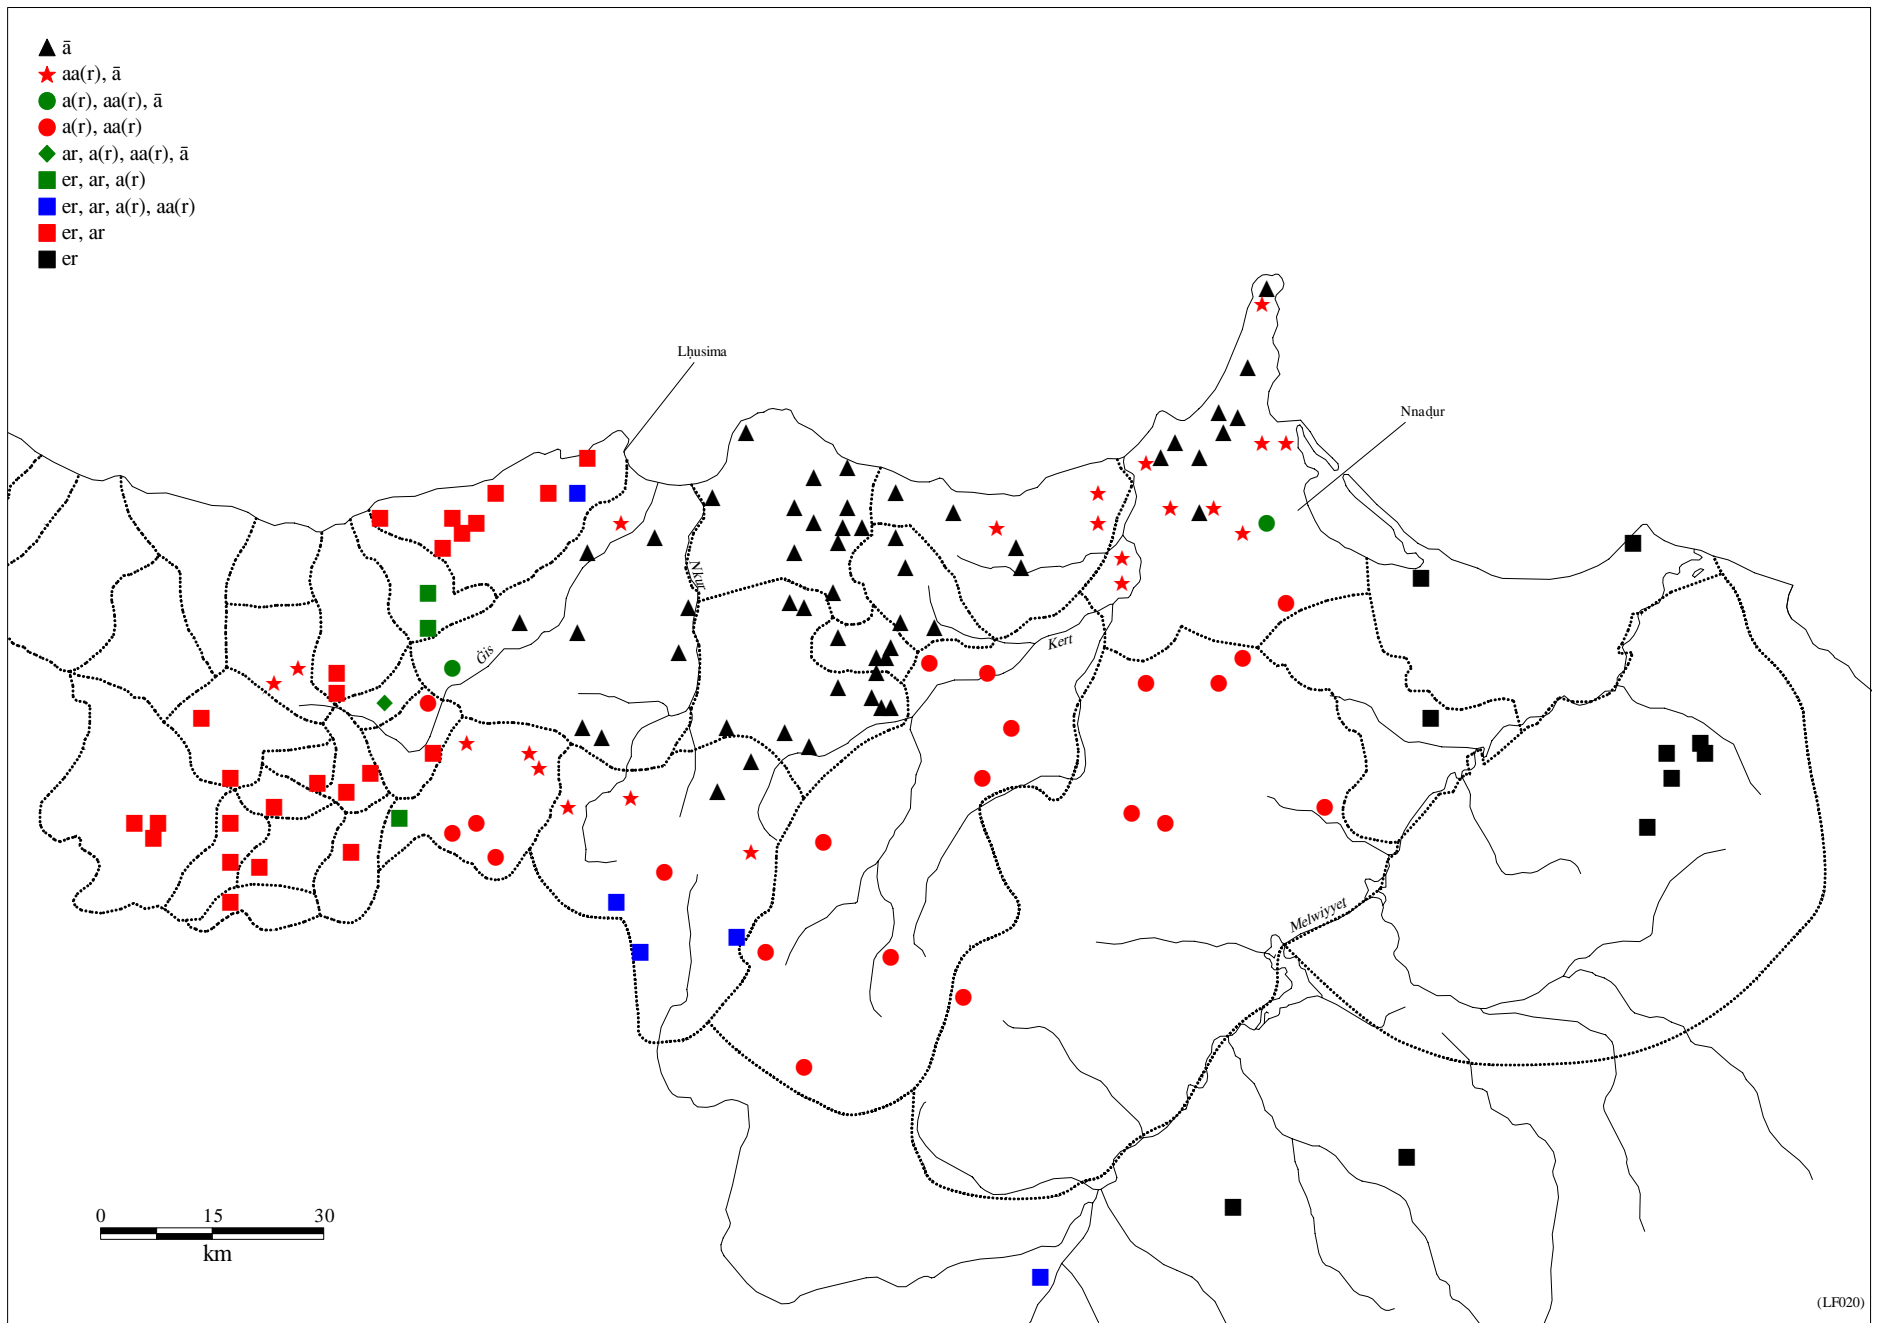 ā
aa(r), ā
a(r), aa(r), ā
a(r), aa(r)
ar, a(r), aa(r), ā
er, ar, a(r)
er, ar, a(r), aa(r)
er, ar
er
Lḥusima
Nnaḍur
Nkur
Ġis
Kert
Melwiyyet
0 15 30
km
(LF020)